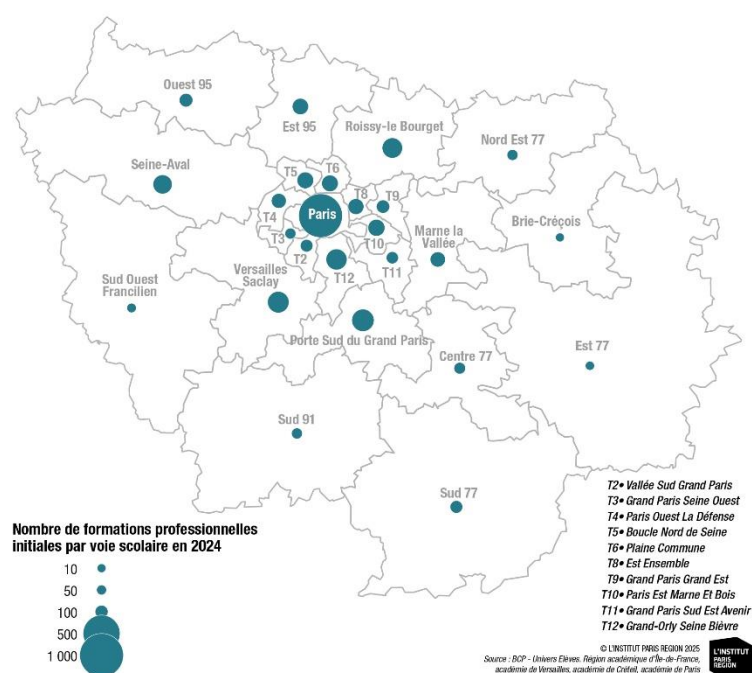 Ouest 95
Est 95
Roissy-le Bourget
Nord Est 77
Seine-Aval
T5
T6
T8
T9
T4
Paris
Brie-Créçois
T3
T10
Marne la
Vallée
T2
T12
T11
Sud Ouest
Francilien
Versailles
Saclay
Porte Sud du Grand Paris
Centre 77
Est 77
Sud 91
Sud 77
T2• Vallée Sud Grand Paris
T3• Grand Paris Seine Ouest
T4• Paris Ouest La Défense
T5• Boucle Nord de Seine
T6• Plaine Commune
T8• Est Ensemble
T9• Grand Paris Grand Est
T10• Paris Est Marne Et Bois
T11• Grand Paris Sud Est Avenir
T12• Grand-Orly Seine Bièvre
Nombre de formations professionnelles
initiales par voie scolaire en 2024
10
50
100
500
1 000
© L'INSTITUT PARIS REGION 2025
Source : BCP - Univers Elèves. Région académique d'Île-de-France,
académie de Versailles, académie de Créteil, académie de Paris
L'INSTITUT
PARIS
REGION